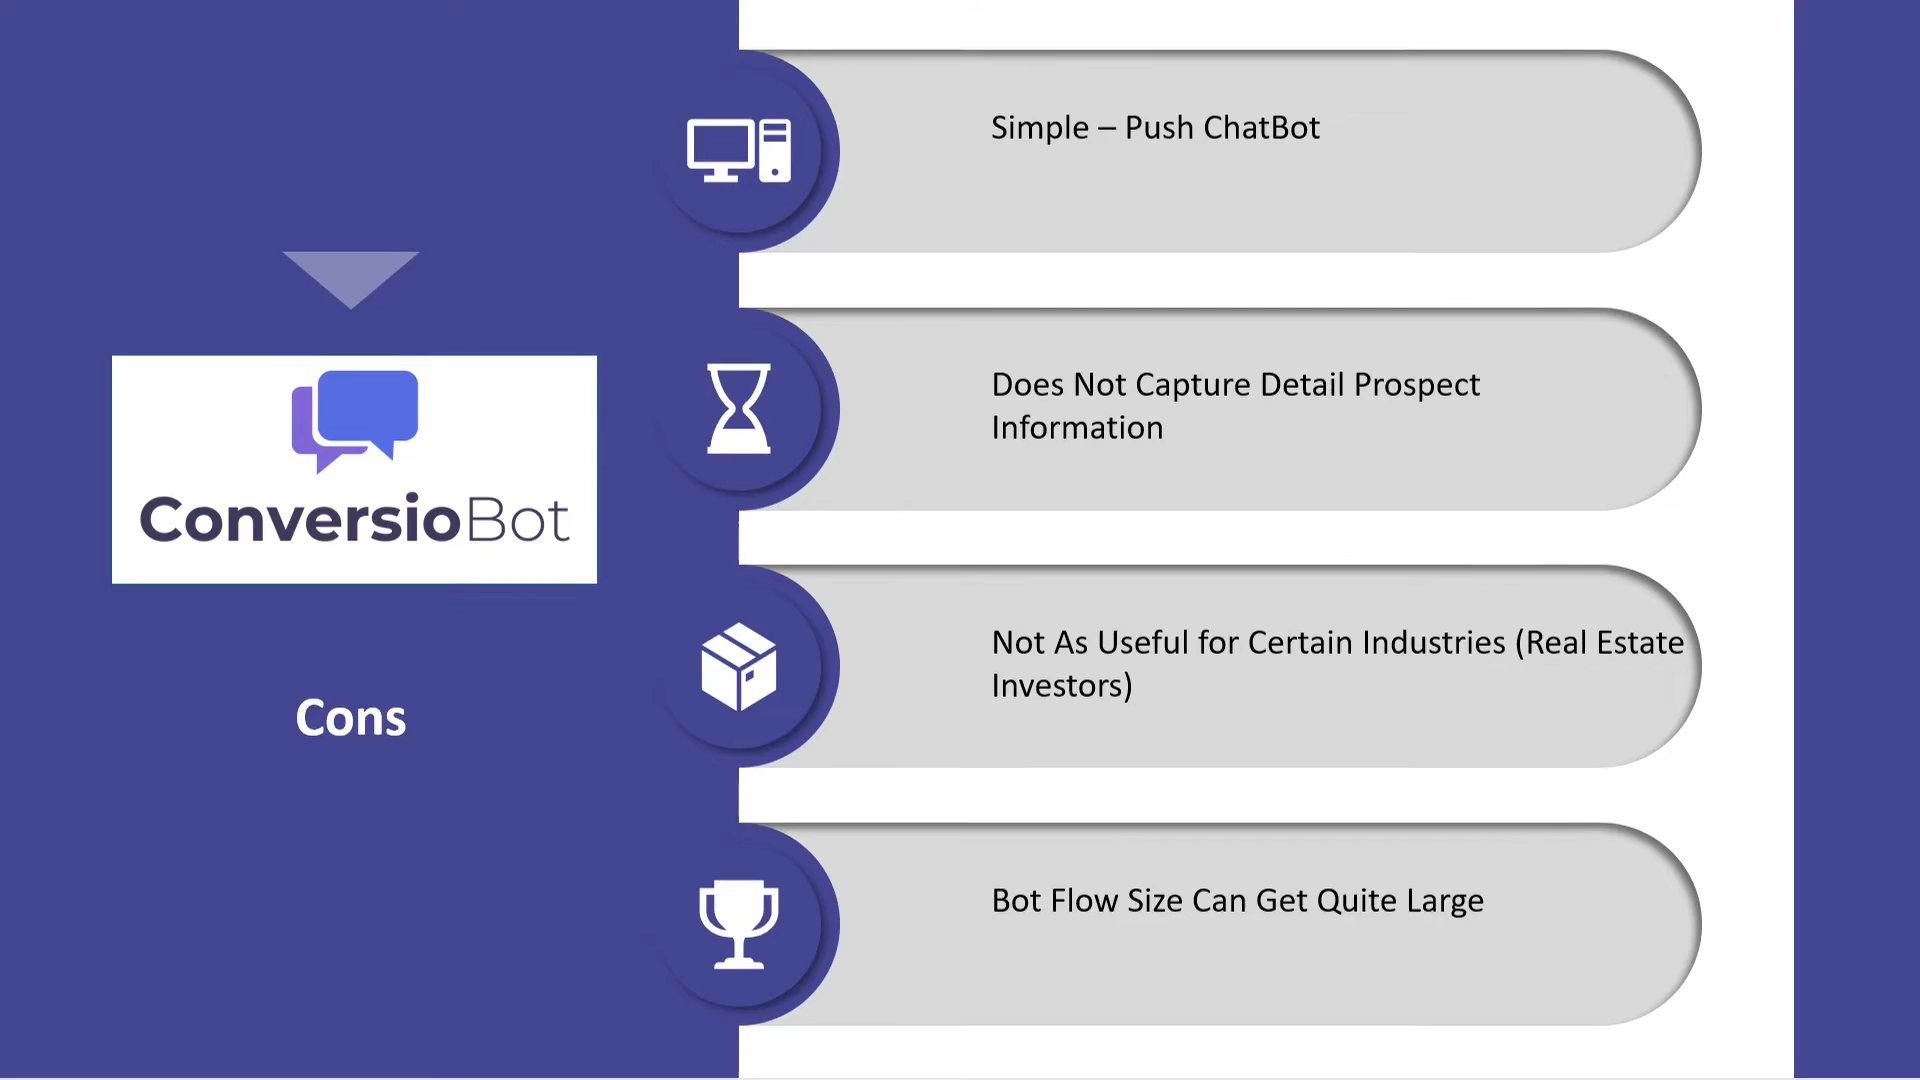 ConversioBot
Cons
Simple – Push ChatBot
Does Not Capture Detail Prospect
Information
Not As Useful for Certain Industries (Real Estate
Investors)
Bot Flow Size Can Get Quite Large